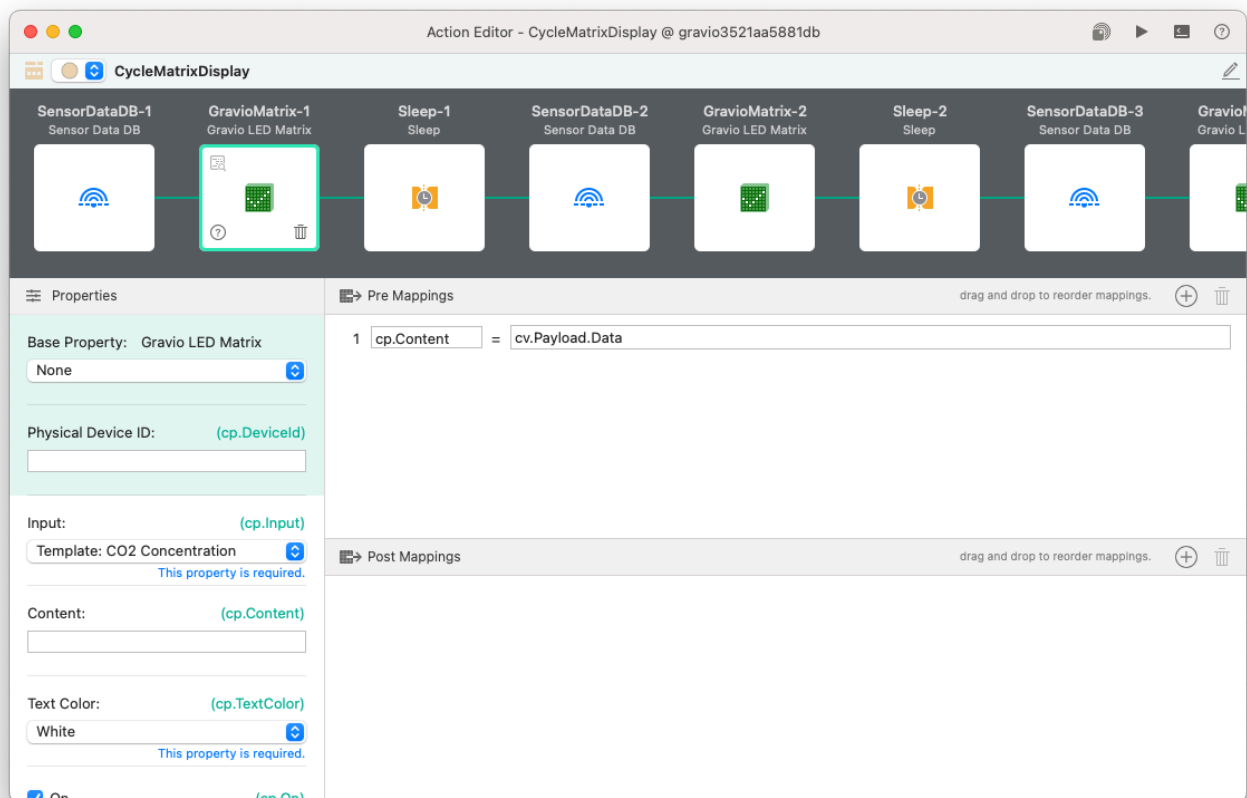 Action Editor - CycleMatrixDisplay @ gravio3521aa5881db
CycleMatrixDisplay
SensorDataDB-1 GravioMatrix-1 Sleep-1 SensorDataDB-2 GravioMatrix-2 Sleep-2 SensorDataDB-3
Sensor Data DB Gravio LED Matrix Sleep Sensor Data DB Gravio LED Matrix Sleep Sensor Data DB Gravio L
Properties
Pre Mappings drag and drop to reorder mappings.
Base Property: Gravio LED Matrix
None
1 cp.Content = cv.Payload.Data
Physical Device ID: (cp.DeviceId)
Input: (cp.Input)
Template: CO2 Concentration
This property is required.
Post Mappings drag and drop to reorder mappings.
Content: (cp.Content)
Text Color: (cp.TextColor)
White
This property is required.
On (cp.On)